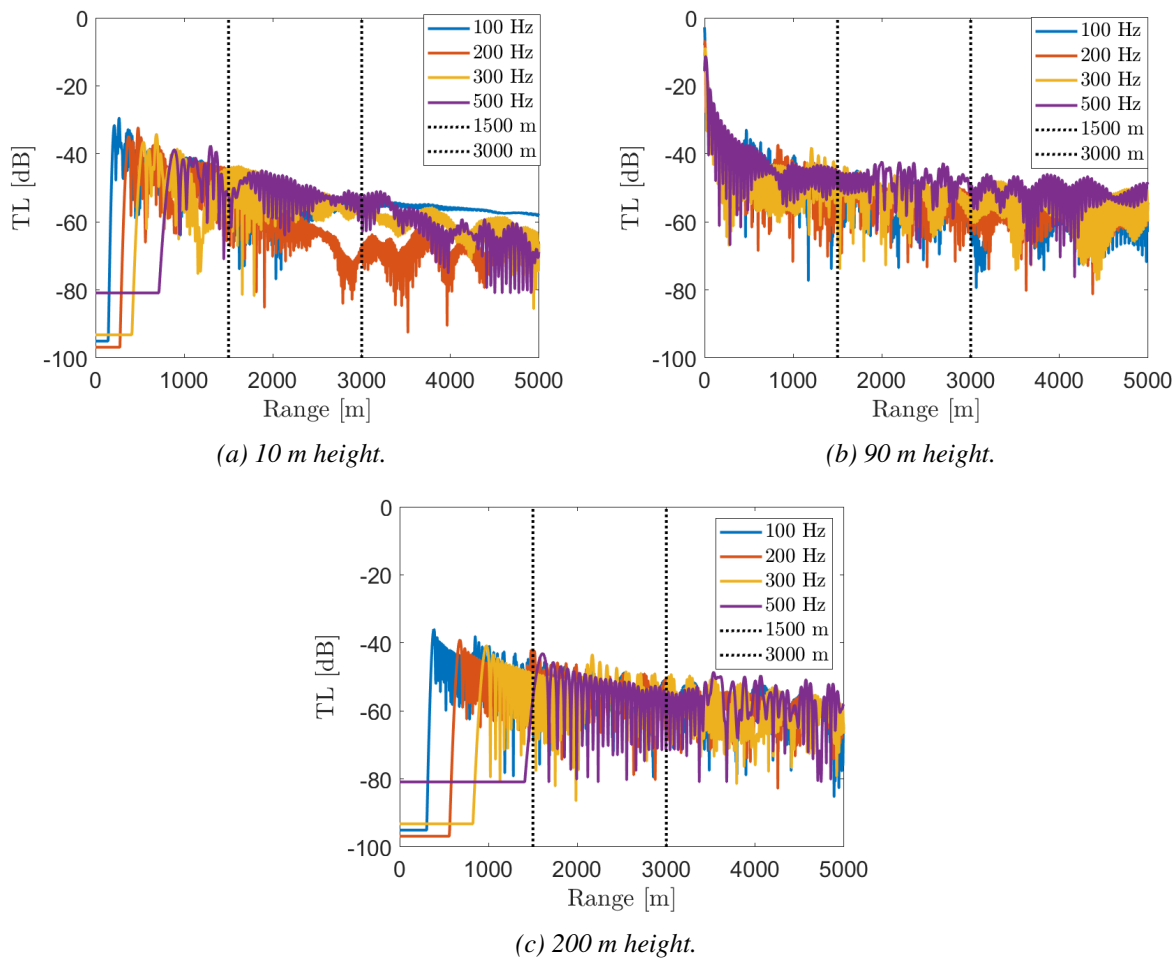 0
-20
-40
-60
-80
-100
TL [dB]
0 1000 2000 3000 4000 5000
Range [m]
100 Hz
200 Hz
300 Hz
500 Hz
1500 m
3000 m
(a) 10 m height.
0
-20
-40
-60
-80
-100
TL [dB]
0 1000 2000 3000 4000 5000
Range [m]
100 Hz
200 Hz
300 Hz
500 Hz
1500 m
3000 m
(b) 90 m height.
0
-20
-40
-60
-80
-100
TL [dB]
0 1000 2000 3000 4000 5000
Range [m]
100 Hz
200 Hz
300 Hz
500 Hz
1500 m
3000 m
(c) 200 m height.